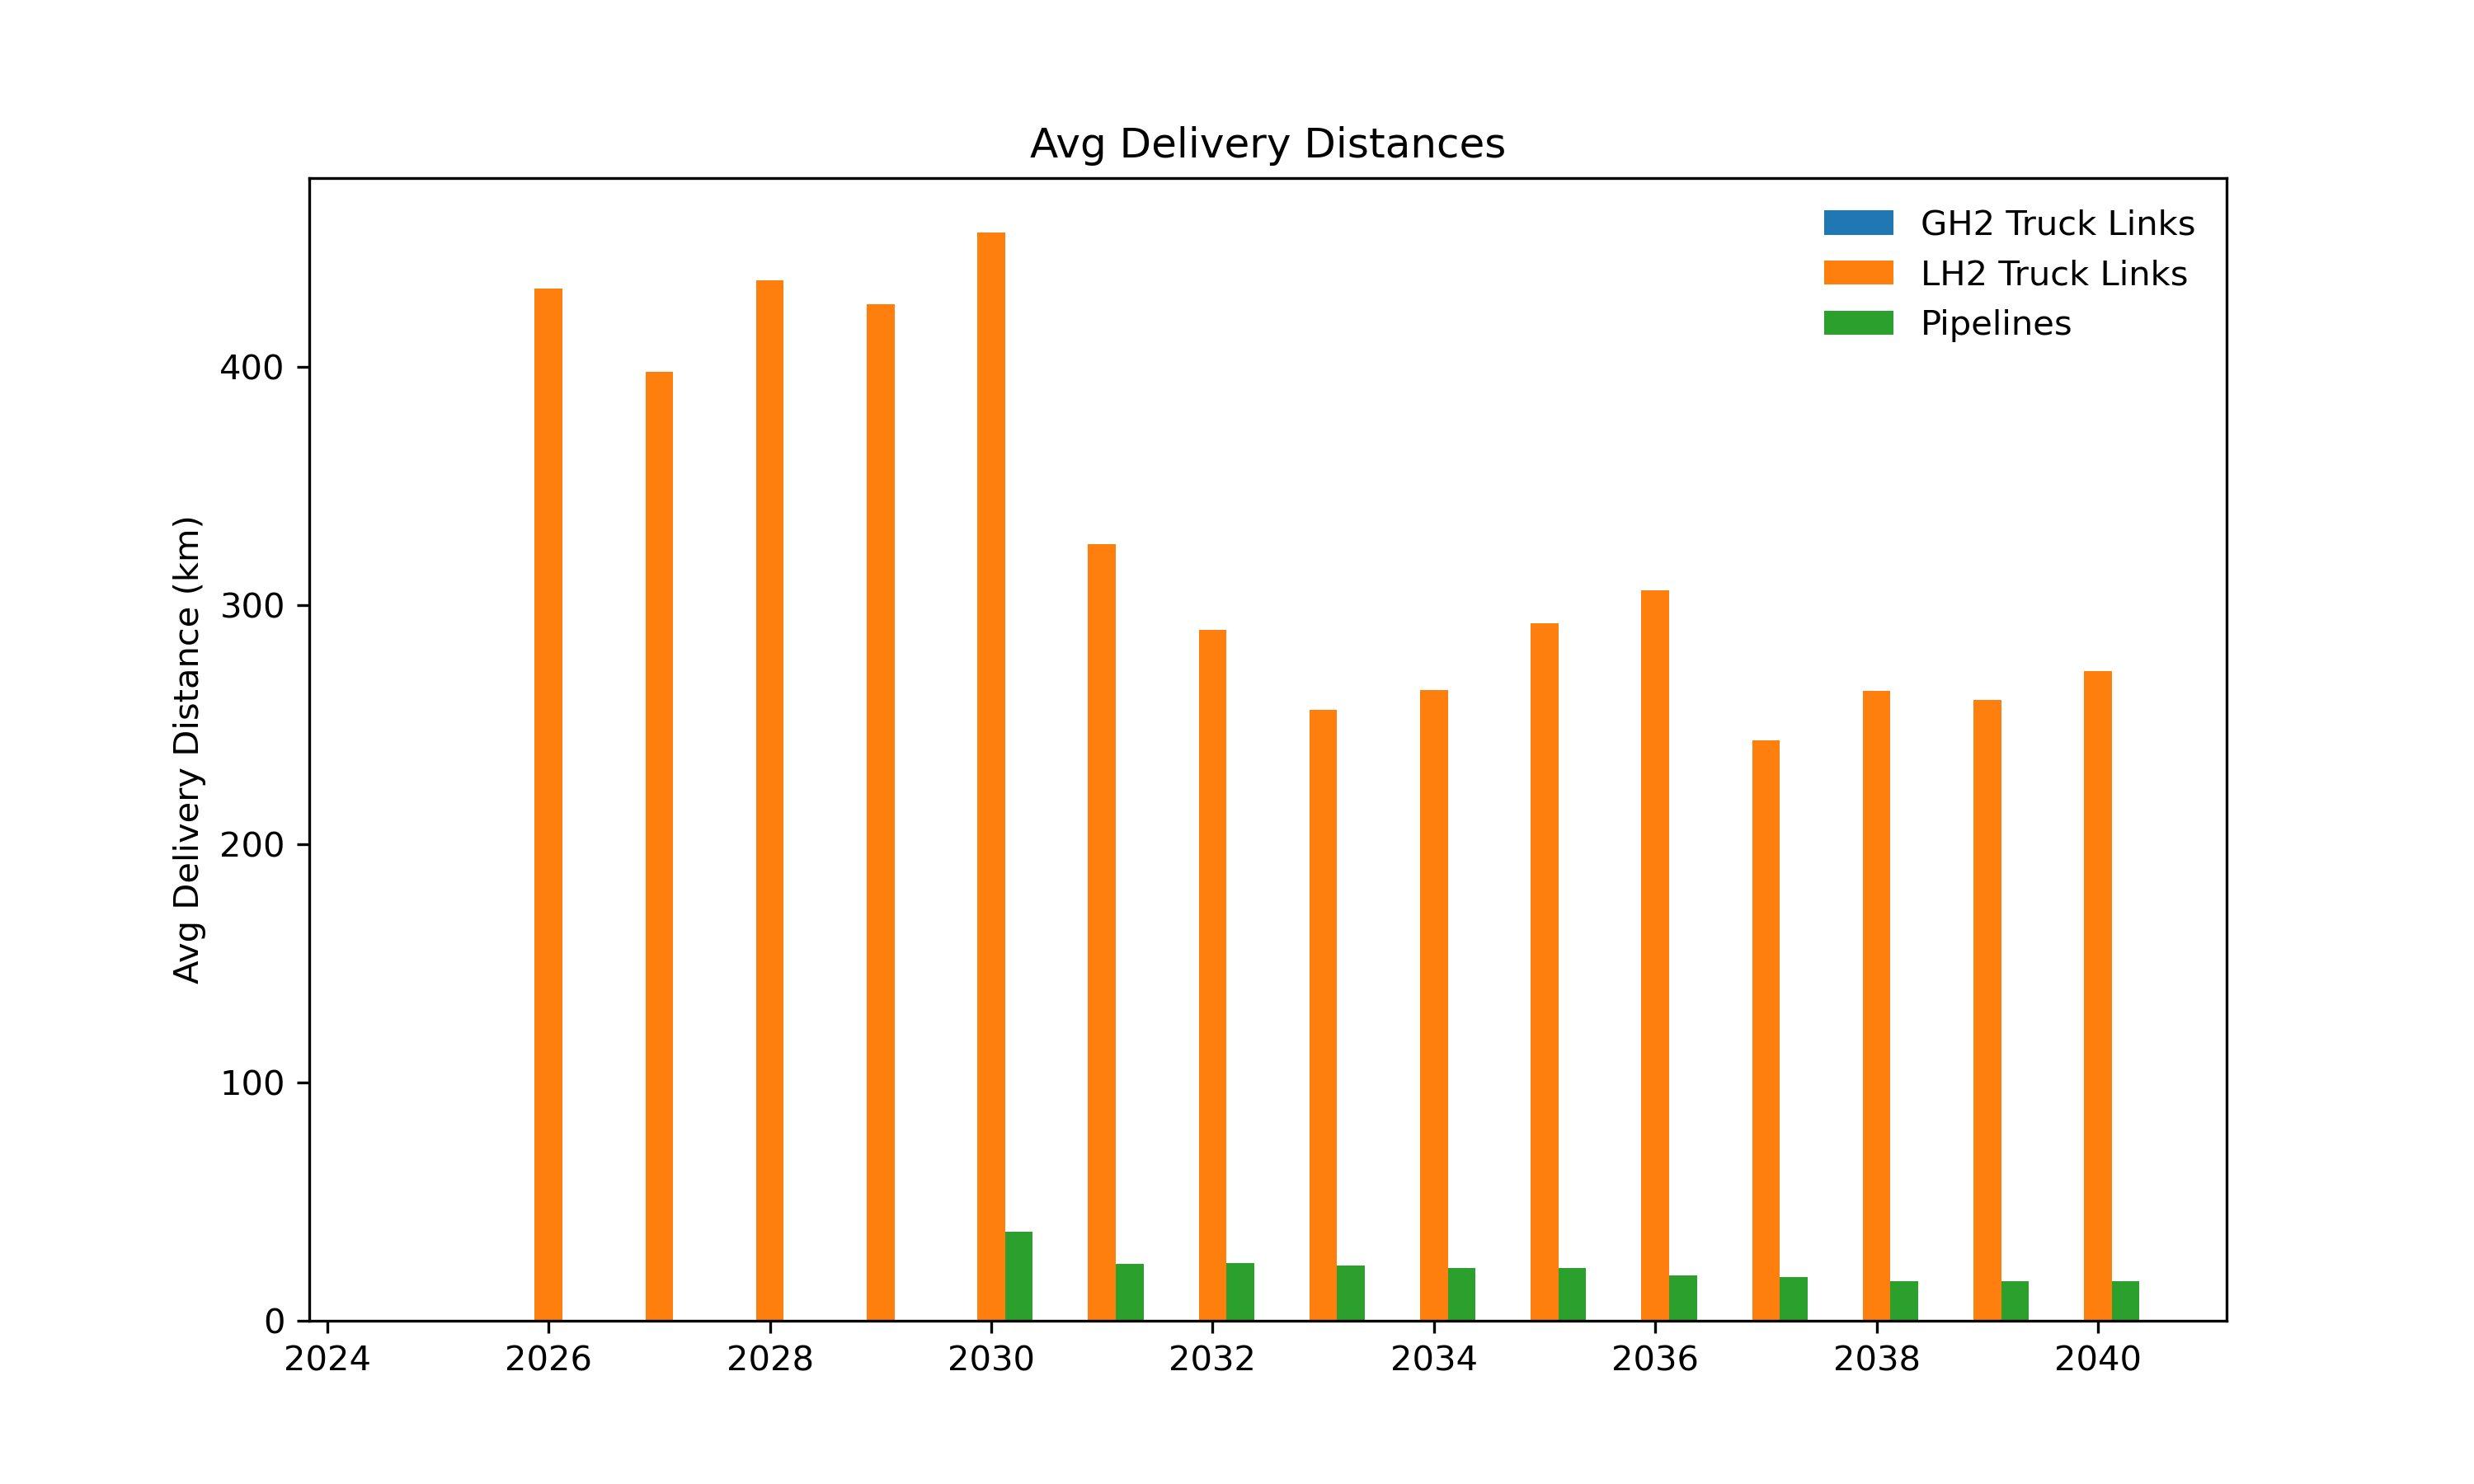 Avg Delivery Distances
GH2 Truck Links
LH2 Truck Links
Pipelines
Avg Delivery Distance (km)
400
300
200
100
0
2024 2026 2028 2030 2032 2034 2036 2038 2040